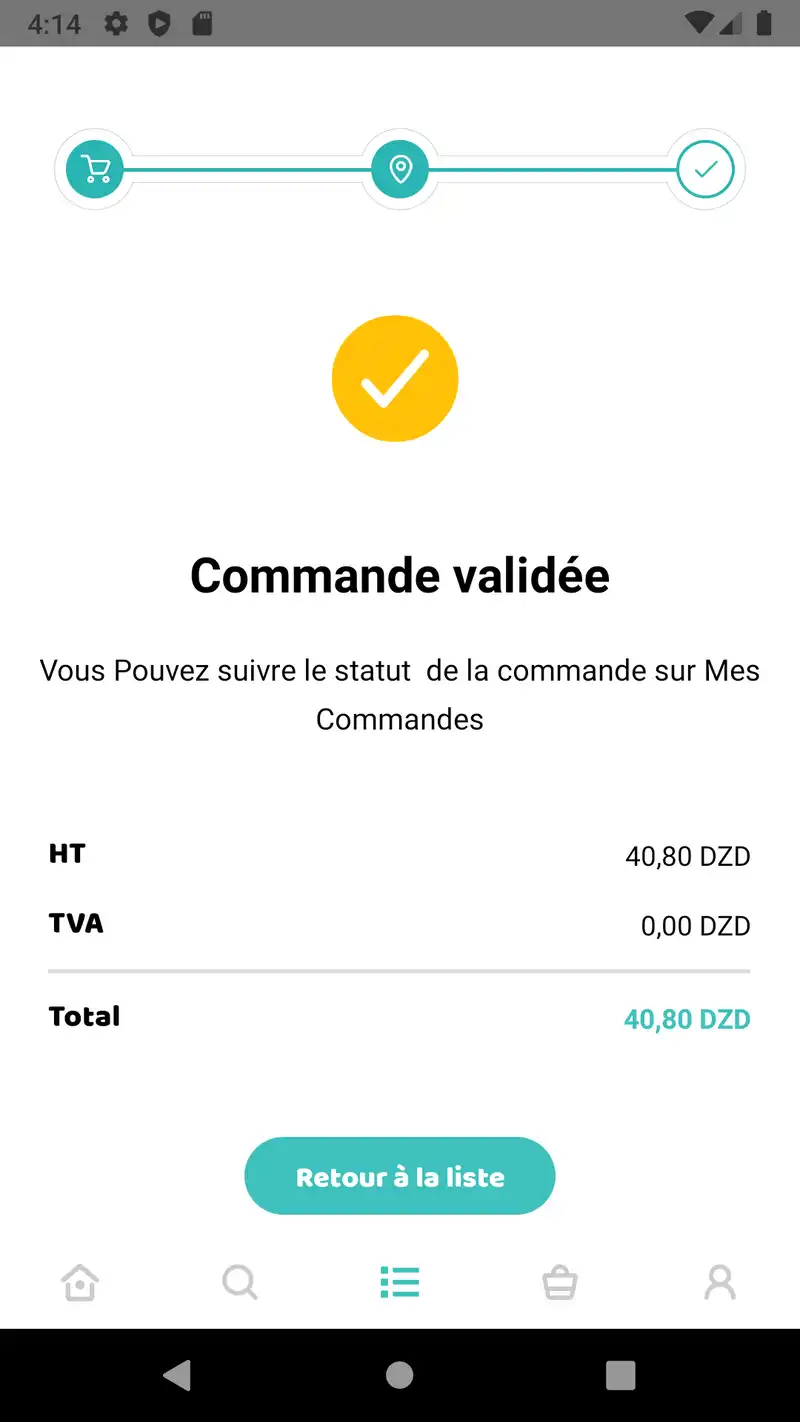 4:14
Commande validée
Vous Pouvez suivre le statut  de la commande sur Mes
Commandes
HT 40,80 DZD
TVA 0,00 DZD
Total 40,80 DZD
Retour à la liste